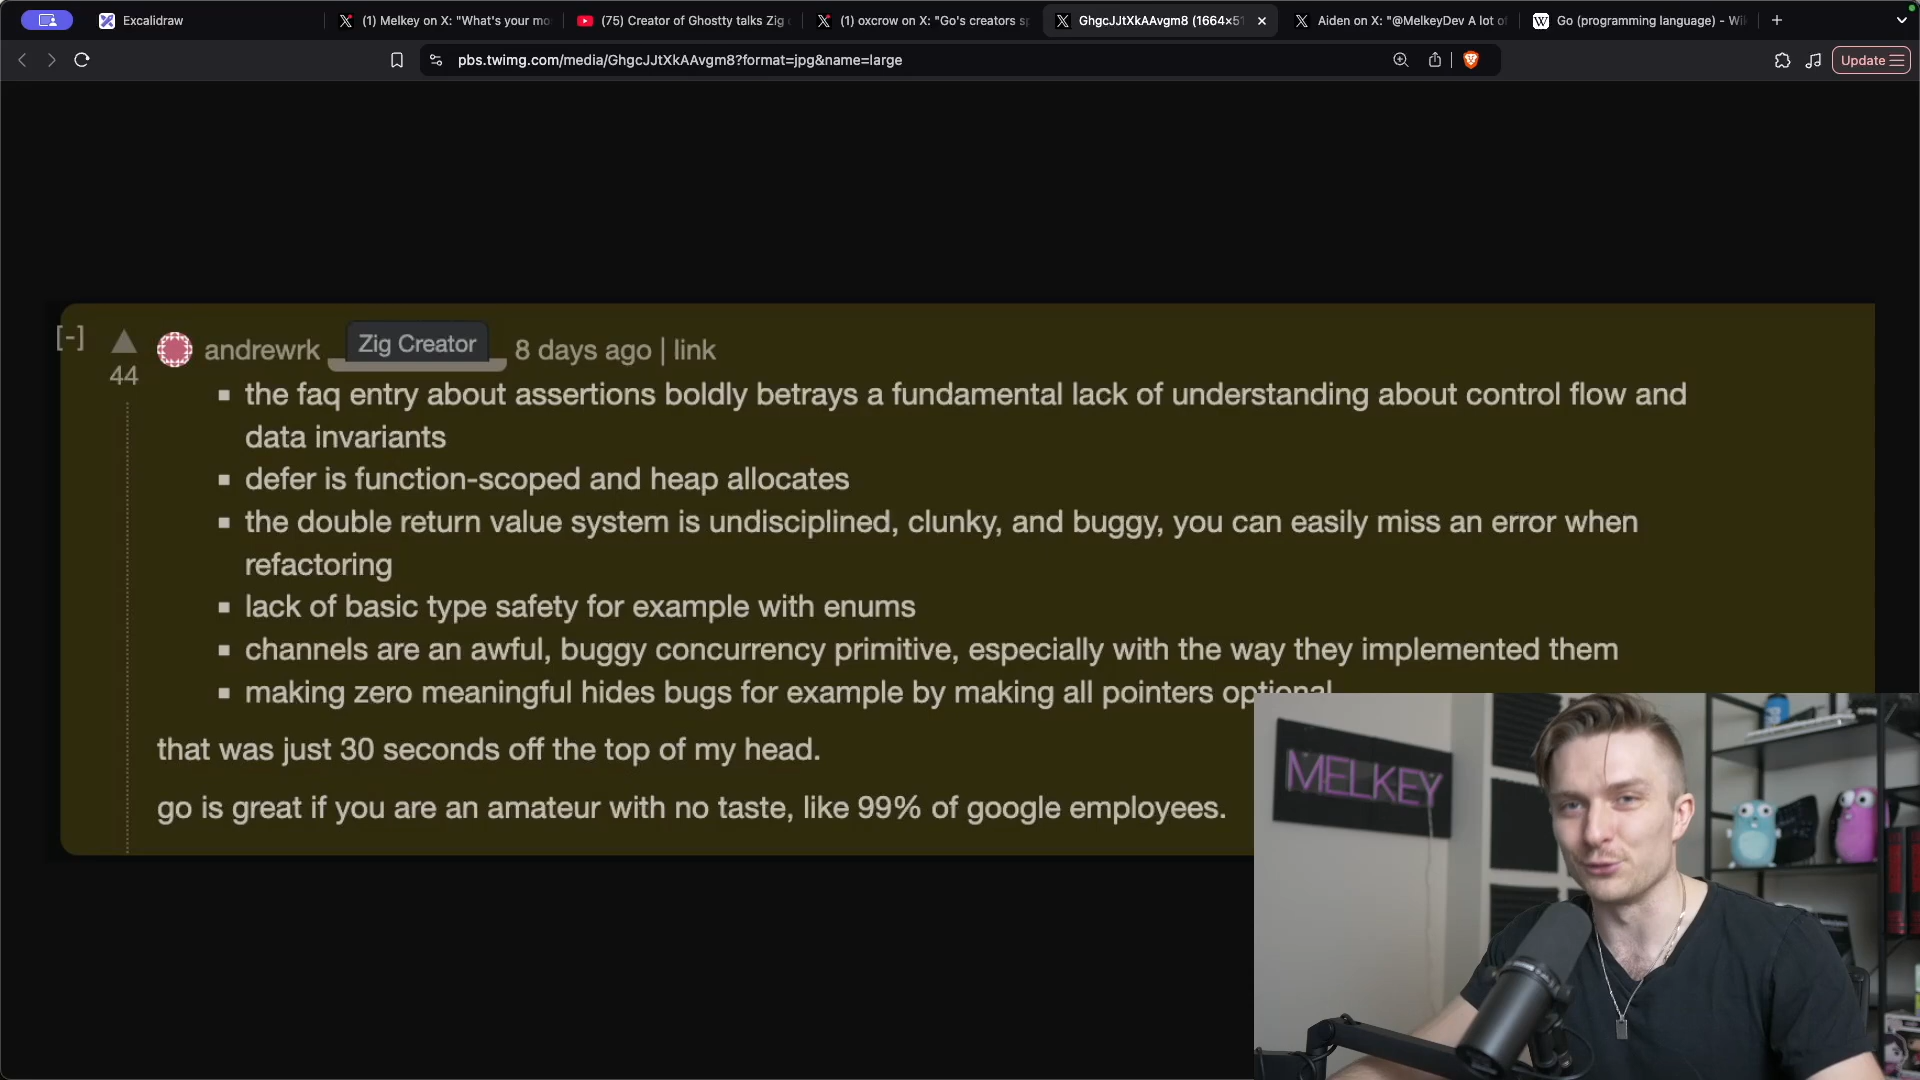 Excalidraw
(1) Melkey on X: "What's your mo
(75) Creator of Ghostty talks Zig
(1) oxcrow on X: "Go's creators sp
GhgcJJtXkAAvgm8 (1664×51
Aiden on X: "@MelkeyDev A lot of
Go (programming language) - Wi
pbs.twimg.com/media/GhgcJJtXkAAvgm8?format=jpg&name=large
Update
[-]
44
andrewrk Zig Creator 8 days ago | link
▪ the faq entry about assertions boldly betrays a fundamental lack of understanding about control flow and
data invariants
▪ defer is function-scoped and heap allocates
▪ the double return value system is undisciplined, clunky, and buggy, you can easily miss an error when
refactoring
▪ lack of basic type safety for example with enums
▪ channels are an awful, buggy concurrency primitive, especially with the way they implemented them
▪ making zero meaningful hides bugs for example by making all pointers optional
that was just 30 seconds off the top of my head.
go is great if you are an amateur with no taste, like 99% of google employees.
MELKEY